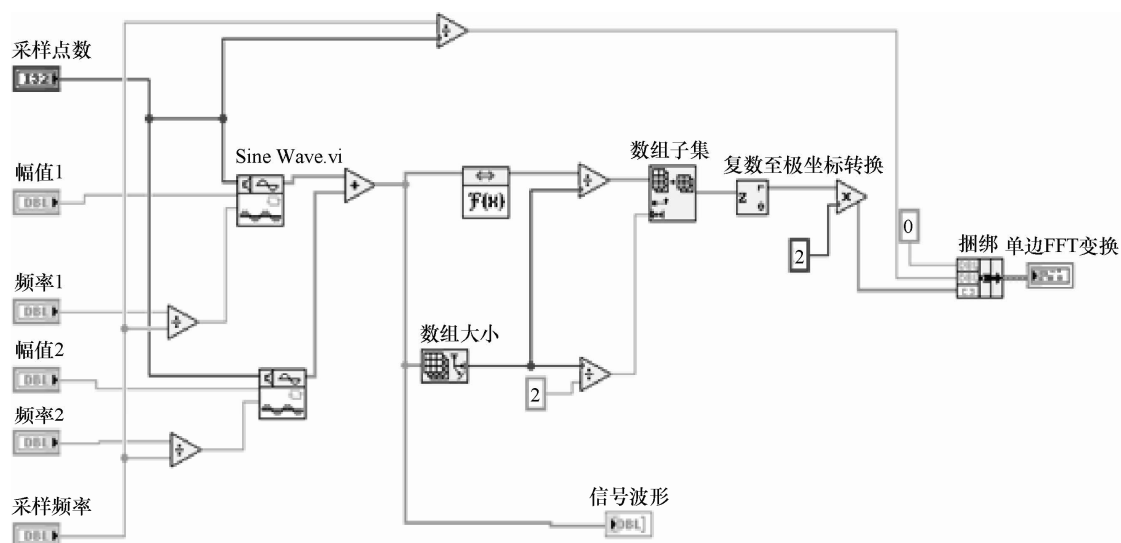 采样点数
I32
幅值1
DBL
频率1
DBL
幅值2
DBL
频率2
DBL
采样频率
DBL
Sine Wave.vi
F(x)
数组大小
2
数组子集
复数至极坐标转换
z r θ
2
0
捆绑
DBL
DBL
单边FFT变换
信号波形
DBL